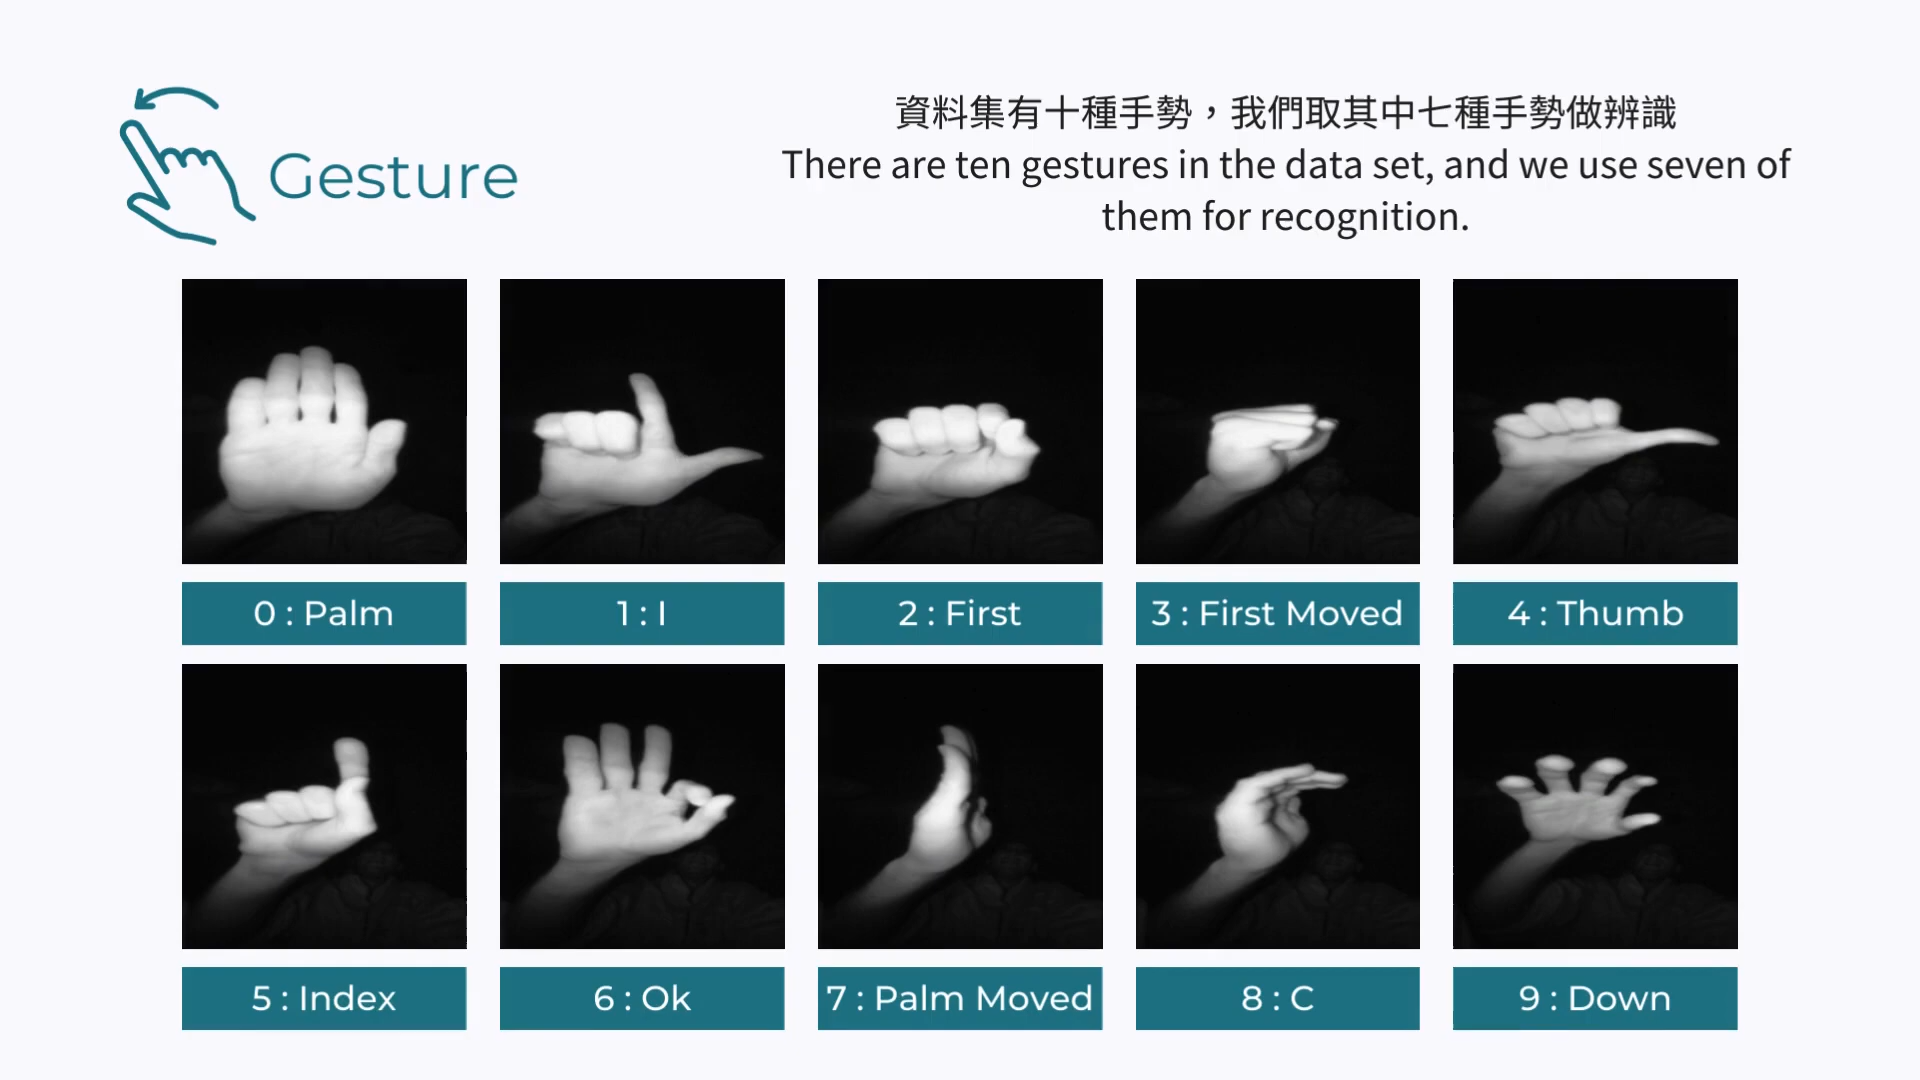 Gesture
資料集有十種手勢，我們取其中七種手勢做辨識
There are ten gestures in the data set, and we use seven of
them for recognition.
0 : Palm
1 : I
2 : First
3 : First Moved
4 : Thumb
5 : Index
6 : Ok
7 : Palm Moved
8 : C
9 : Down